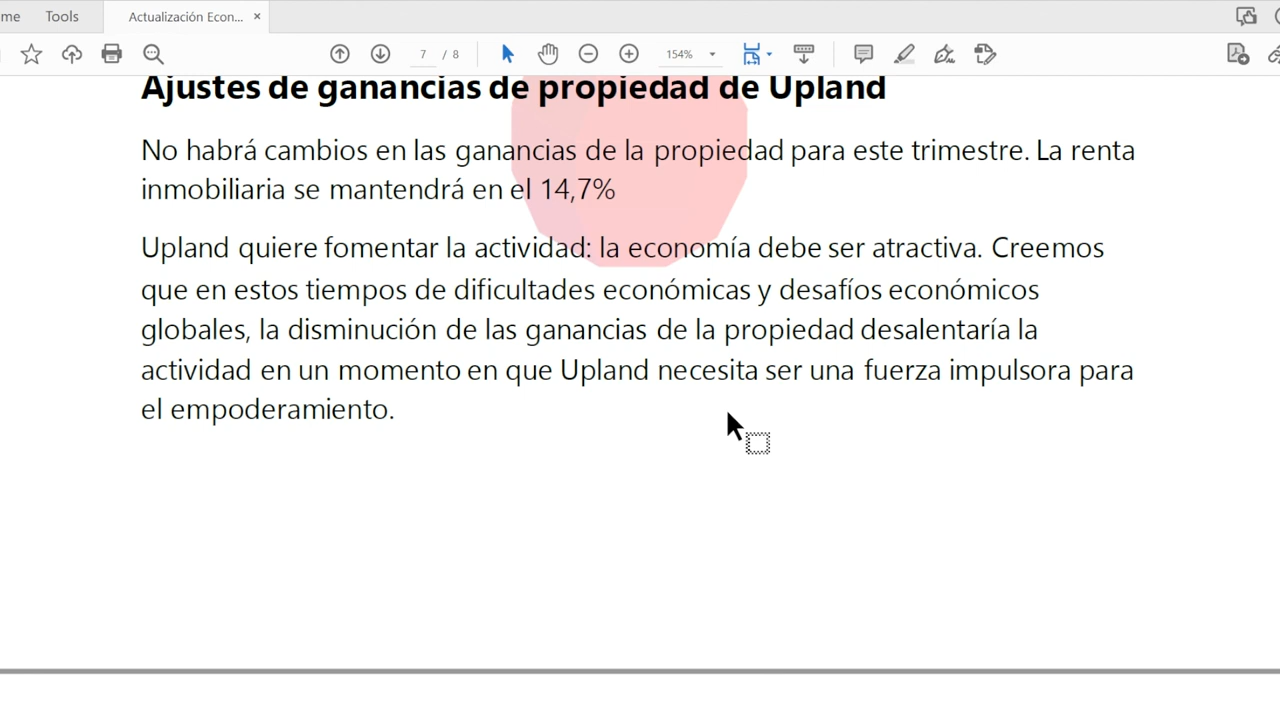 me Tools Actualización Econ... ×
7 / 8 154%
Ajustes de ganancias de propiedad de Upland
No habrá cambios en las ganancias de la propiedad para este trimestre. La renta
inmobiliaria se mantendrá en el 14,7%
Upland quiere fomentar la actividad: la economía debe ser atractiva. Creemos
que en estos tiempos de dificultades económicas y desafíos económicos
globales, la disminución de las ganancias de la propiedad desalentaría la
actividad en un momento en que Upland necesita ser una fuerza impulsora para
el empoderamiento.